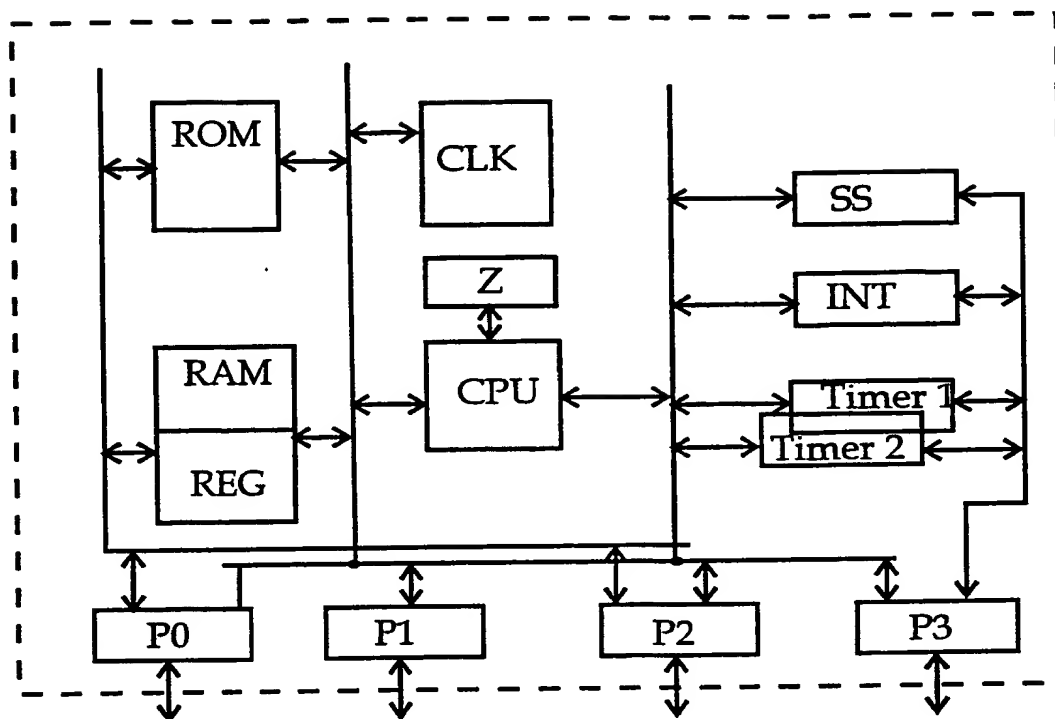 ROM
CLK
SS
Z
INT
RAM
CPU
Timer 1
Timer 2
REG
P0
P1
P2
P3